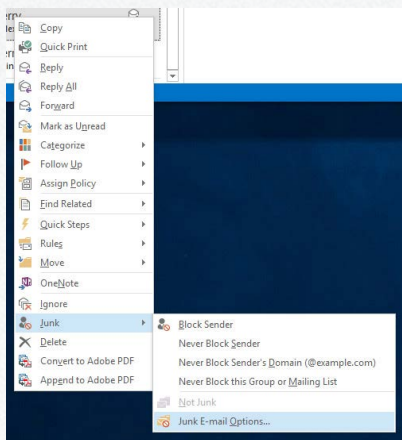 Copy
Quick Print
Reply
Reply All
Forward
Mark as Unread
Categorize
Follow Up
Assign Policy
Find Related
Quick Steps
Rules
Move
OneNote
Ignore
Junk
Delete
Convert to Adobe PDF
Append to Adobe PDF
Block Sender
Never Block Sender
Never Block Sender's Domain (@example.com)
Never Block this Group or Mailing List
Not Junk
Junk E-mail Options...